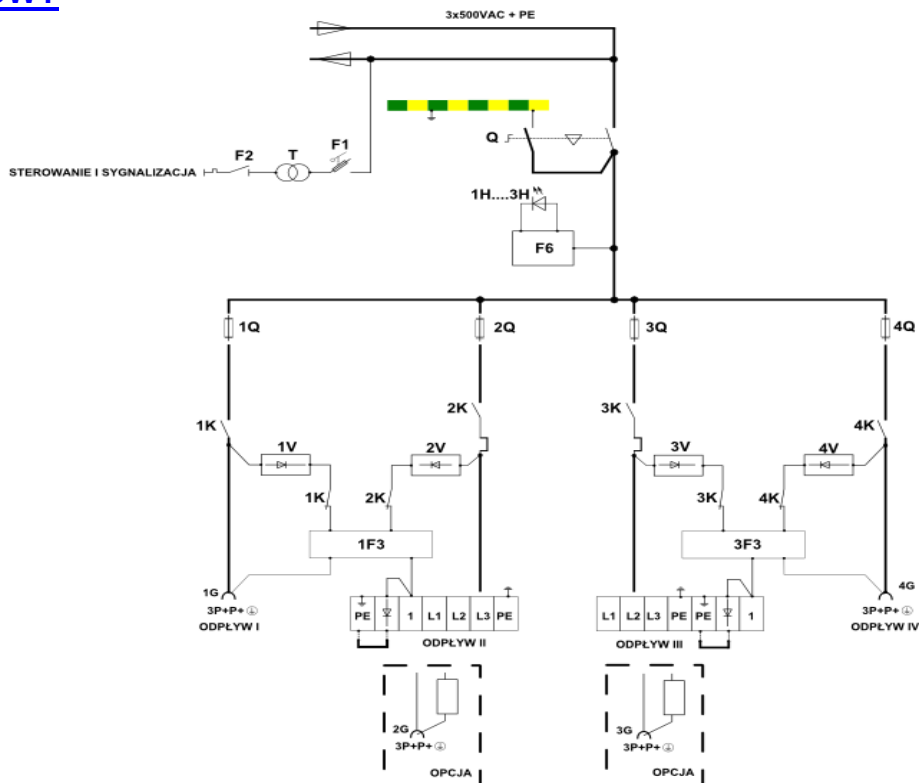 3x500VAC + PE
Q
F1
T
F2
STEROWANIE I SYGNALIZACJA
1H....3H
F6
1Q
2Q
3Q
4Q
1K
2K
3K
4K
1V
2V
3V
4V
1K
2K
3K
4K
1F3
3F3
1G
3P+P+
ODPŁYW I
PE
1
L1
L2
L3
PE
ODPŁYW II
L1
L2
L3
PE
PE
1
ODPŁYW III
4G
3P+P+
ODPŁYW IV
2G
3P+P+
OPCJA
3G
3P+P+
OPCJA